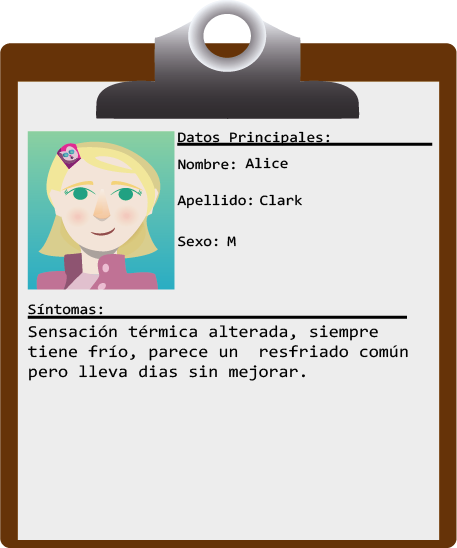 Datos Principales:
Nombre: Alice
Apellido: Clark
Sexo: M
Síntomas:
Sensación térmica alterada, siempre
tiene frío, parece un resfriado común
pero lleva dias sin mejorar.